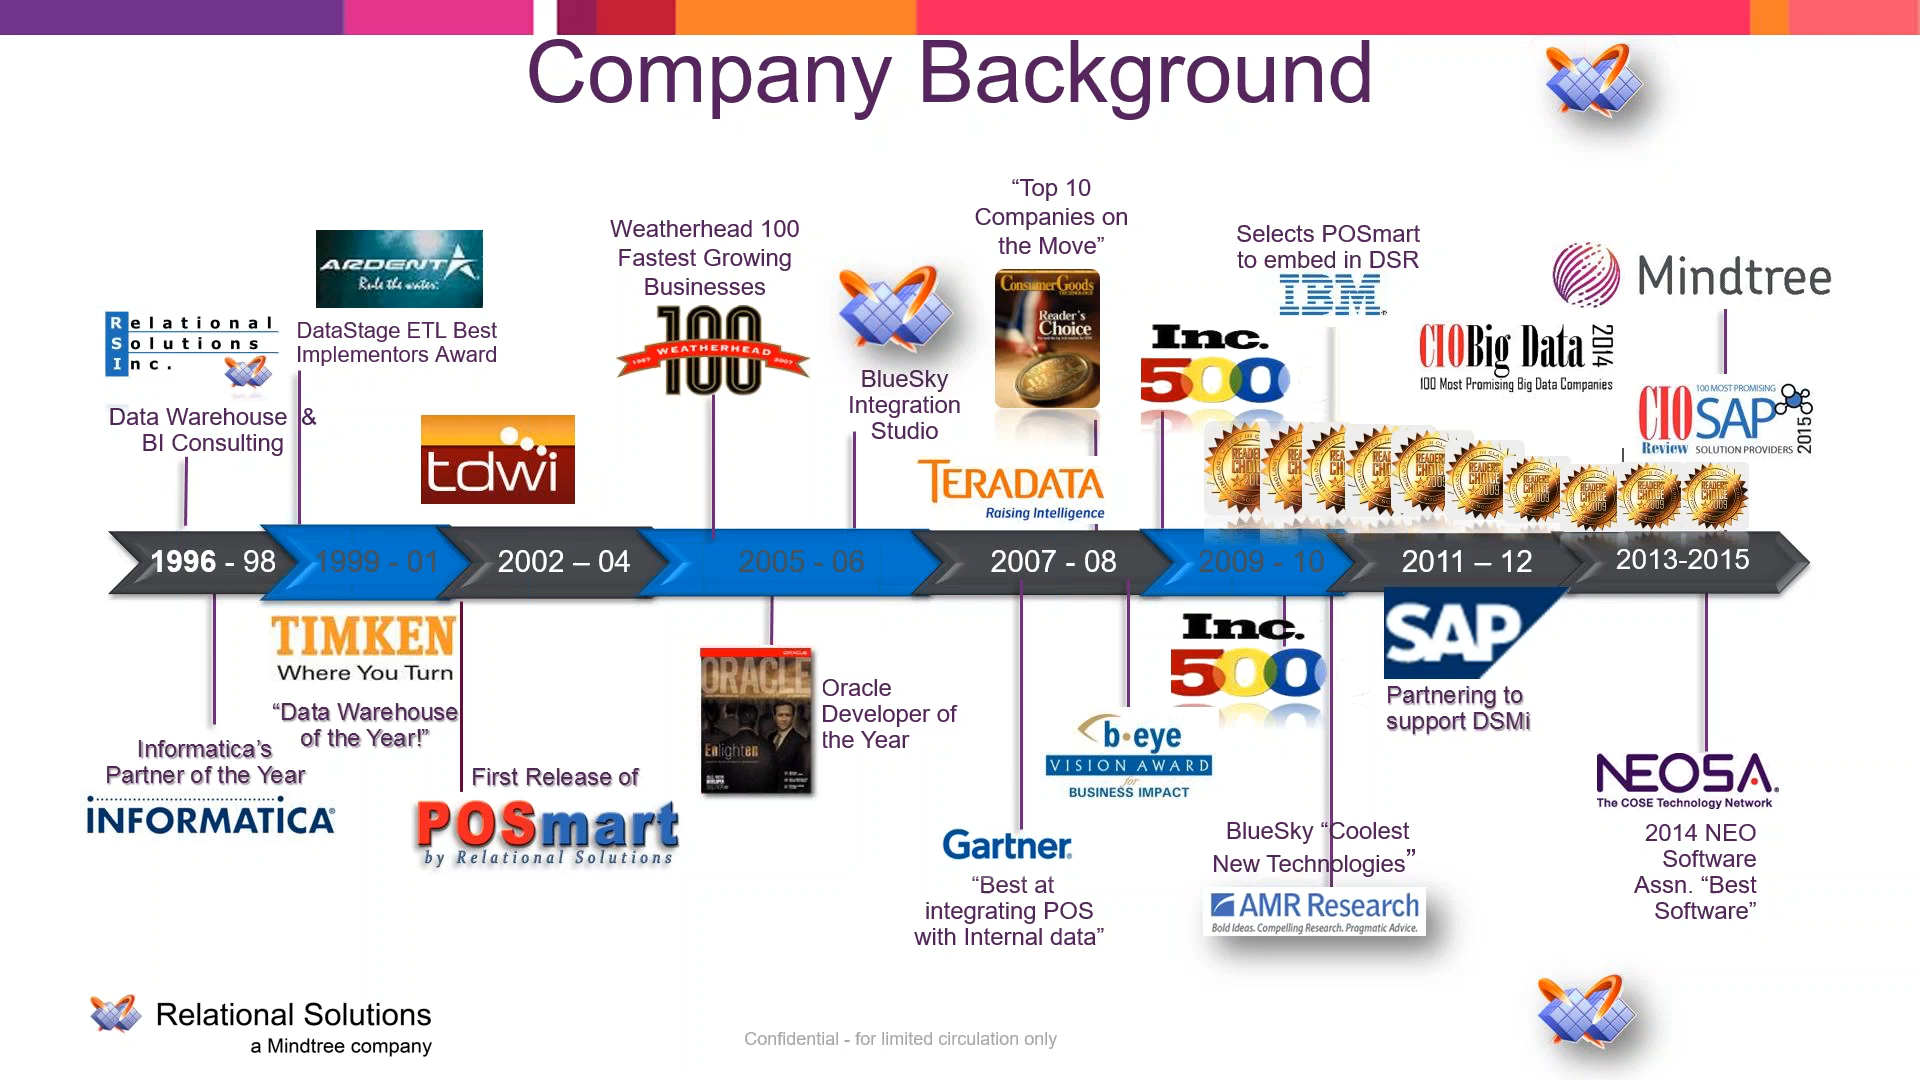 Company Background
"Top 10
Companies on
the Move"
Weatherhead 100
Fastest Growing
Businesses
Selects POSmart
to embed in DSR
IBM
Mindtree
ARDENT
Rule the water.
Relational
Solutions
Inc.
DataStage ETL Best
Implementors Award
100
1987 WEATHERHEAD 2007
ConsumerGoods
TECHNOLOGY
Reader's
Choice
Inc.
500
CIO Big Data 2014
100 Most Promising Big Data Companies
BlueSky
Integration
Studio
100 MOST PROMISING
CIO SAP 2015
Review SOLUTION PROVIDERS
Data Warehouse &
BI Consulting
tdwi
TERADATA
Raising Intelligence
READERS
CHOICE
2009
1996 - 98
1999 - 01
2002 – 04
2005 - 06
2007 - 08
2009 - 10
2011 – 12
2013-2015
TIMKEN
Where You Turn
"Data Warehouse
of the Year!"
Informatica's
Partner of the Year
INFORMATICA®
First Release of
POSmart
by Relational Solutions
ORACLE
ORACLE
Enlighten
Oracle
Developer of
the Year
Inc.
500
SAP
Partnering to
support DSMi
b·eye
VISION AWARD
for
BUSINESS IMPACT
Gartner®
"Best at
integrating POS
with Internal data"
BlueSky "Coolest
New Technologies"
AMR Research
Bold Ideas. Compelling Research. Pragmatic Advice.
NEOSA®
The COSE Technology Network
2014 NEO
Software
Assn. "Best
Software"
Relational Solutions
a Mindtree company
Confidential - for limited circulation only